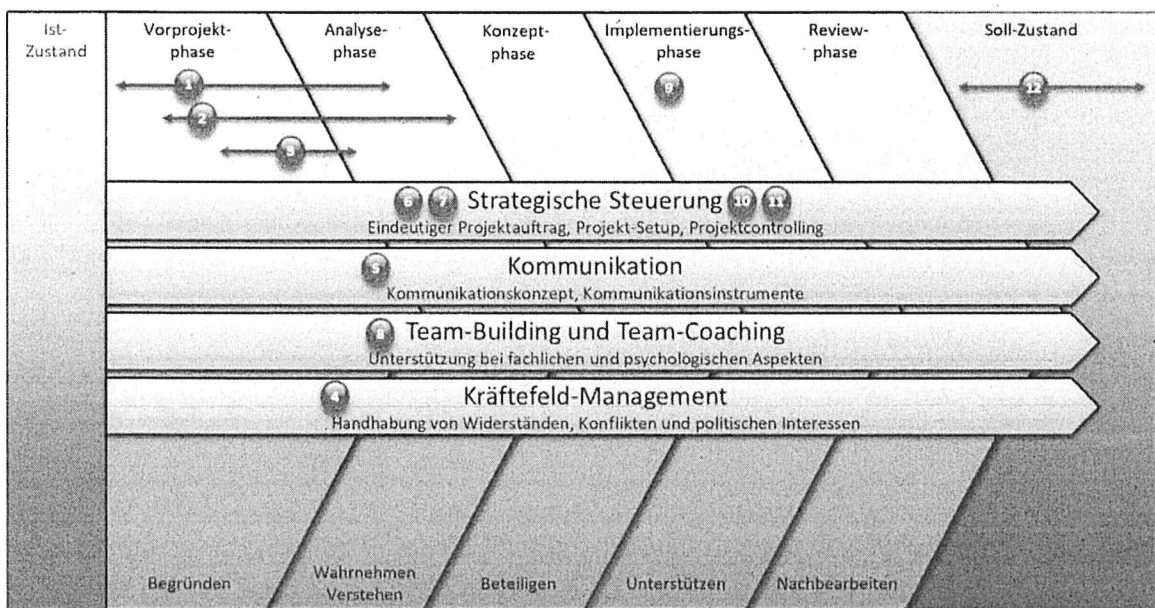 Ist-
Zustand
Vorprojekt-
phase
Analyse-
phase
Konzept-
phase
Implementierungs-
phase
Review-
phase
Soll-Zustand
1
9
12
2
3
6 7 Strategische Steuerung 10 11
Eindeutiger Projektauftrag, Projekt-Setup, Projektcontrolling
5 Kommunikation
Kommunikationskonzept, Kommunikationsinstrumente
8 Team-Building und Team-Coaching
Unterstützung bei fachlichen und psychologischen Aspekten
4 Kräftefeld-Management
Handhabung von Widerständen, Konflikten und politischen Interessen
Begründen
Wahrnehmen
Verstehen
Beteiligen
Unterstützen
Nachbearbeiten